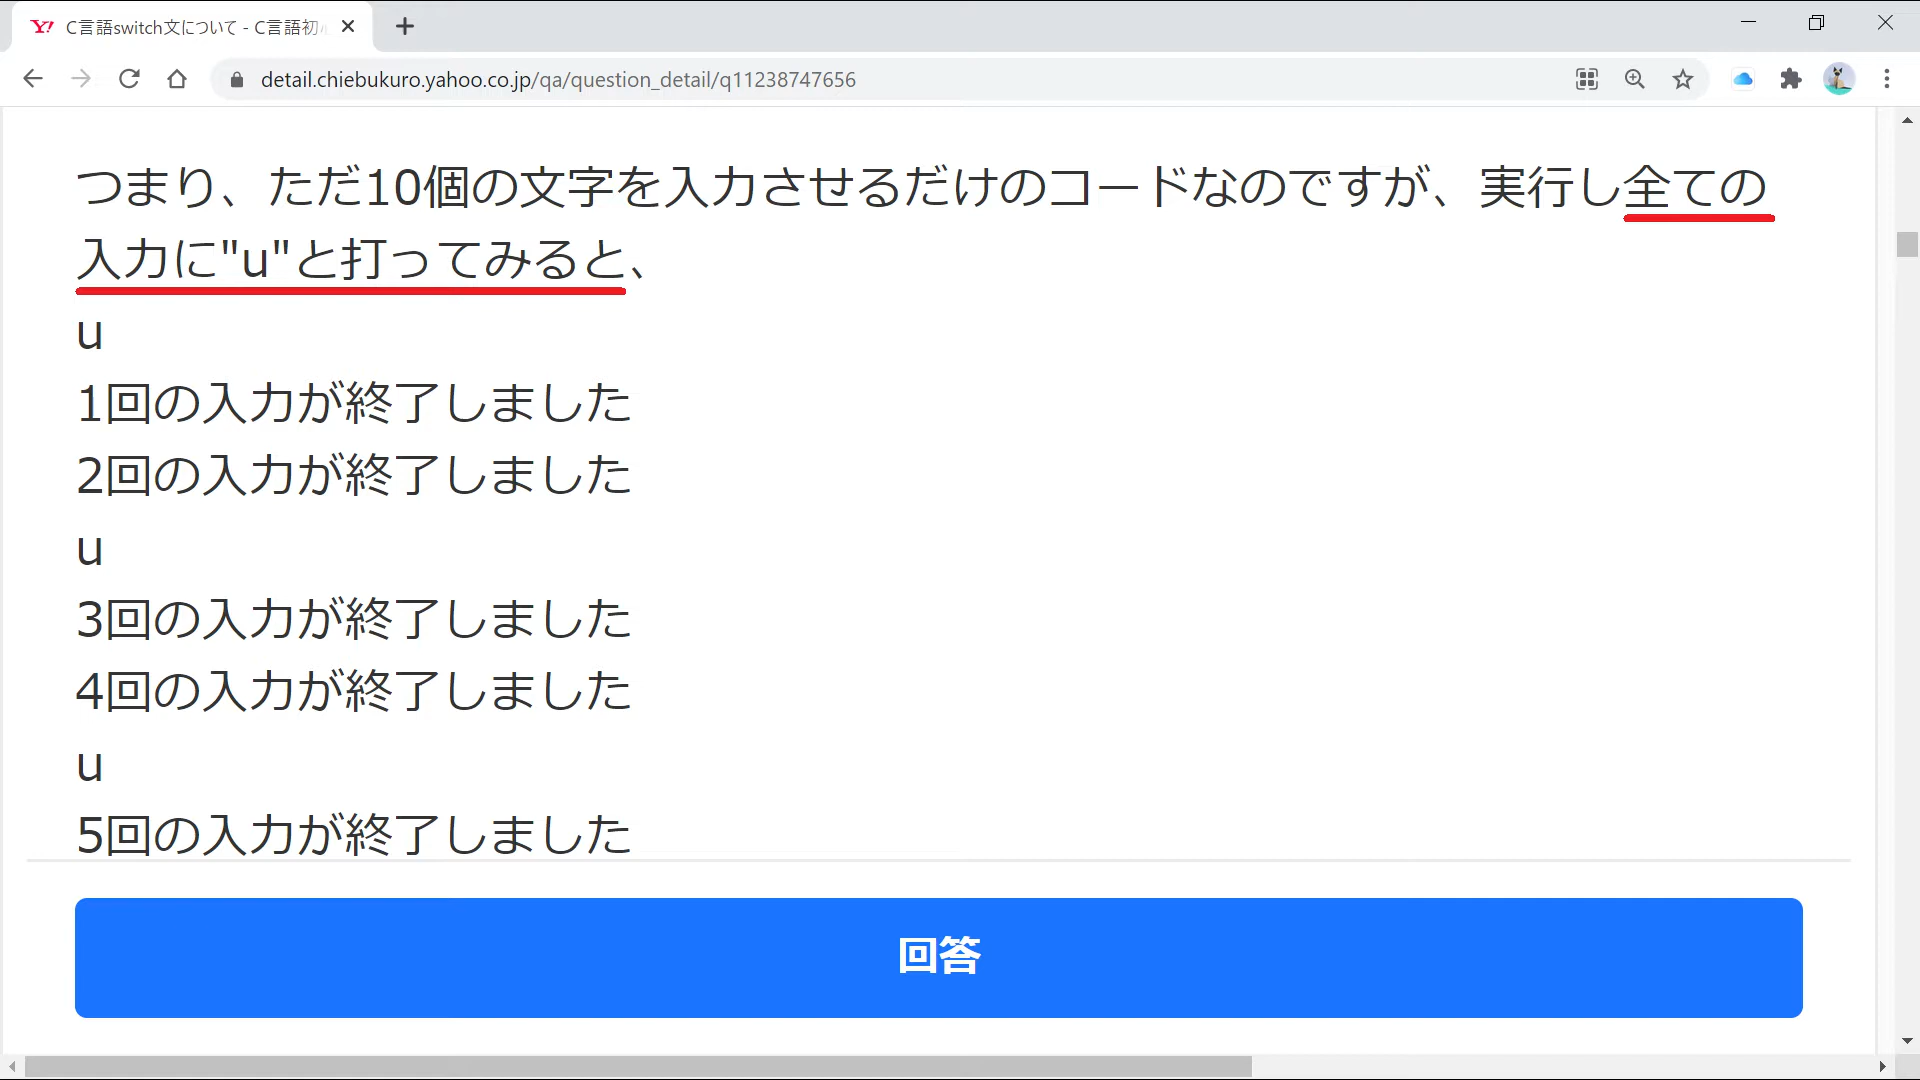 C言語switch文について - C言語初
detail.chiebukuro.yahoo.co.jp/qa/question_detail/q11238747656
つまり、ただ10個の文字を入力させるだけのコードなのですが、実行し全ての
入力に"u"と打ってみると、
u
1回の入力が終了しました
2回の入力が終了しました
u
3回の入力が終了しました
4回の入力が終了しました
u
5回の入力が終了しました
回答